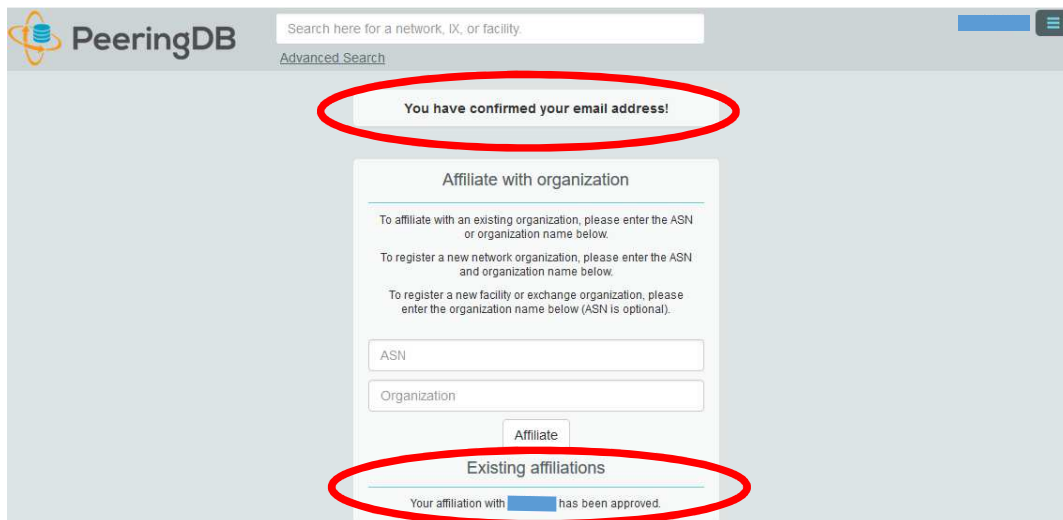 PeeringDB
Search here for a network, IX, or facility.
Advanced Search
You have confirmed your email address!
Affiliate with organization
To affiliate with an existing organization, please enter the ASN
or organization name below.
To register a new network organization, please enter the ASN
and organization name below.
To register a new facility or exchange organization, please
enter the organization name below (ASN is optional).
ASN
Organization
Affiliate
Existing affiliations
Your affiliation with has been approved.